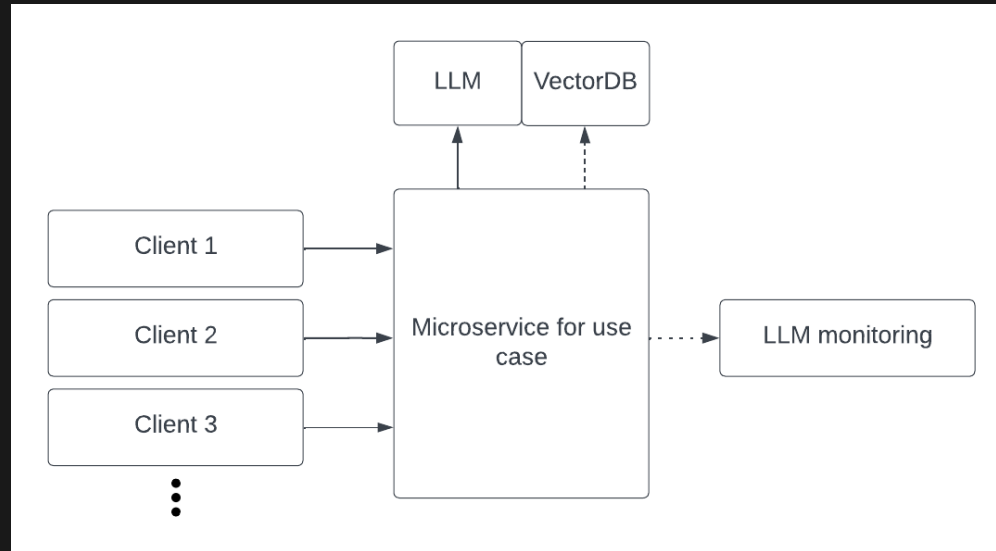 LLM
VectorDB
Client 1
Client 2
Client 3
Microservice for use
case
LLM monitoring